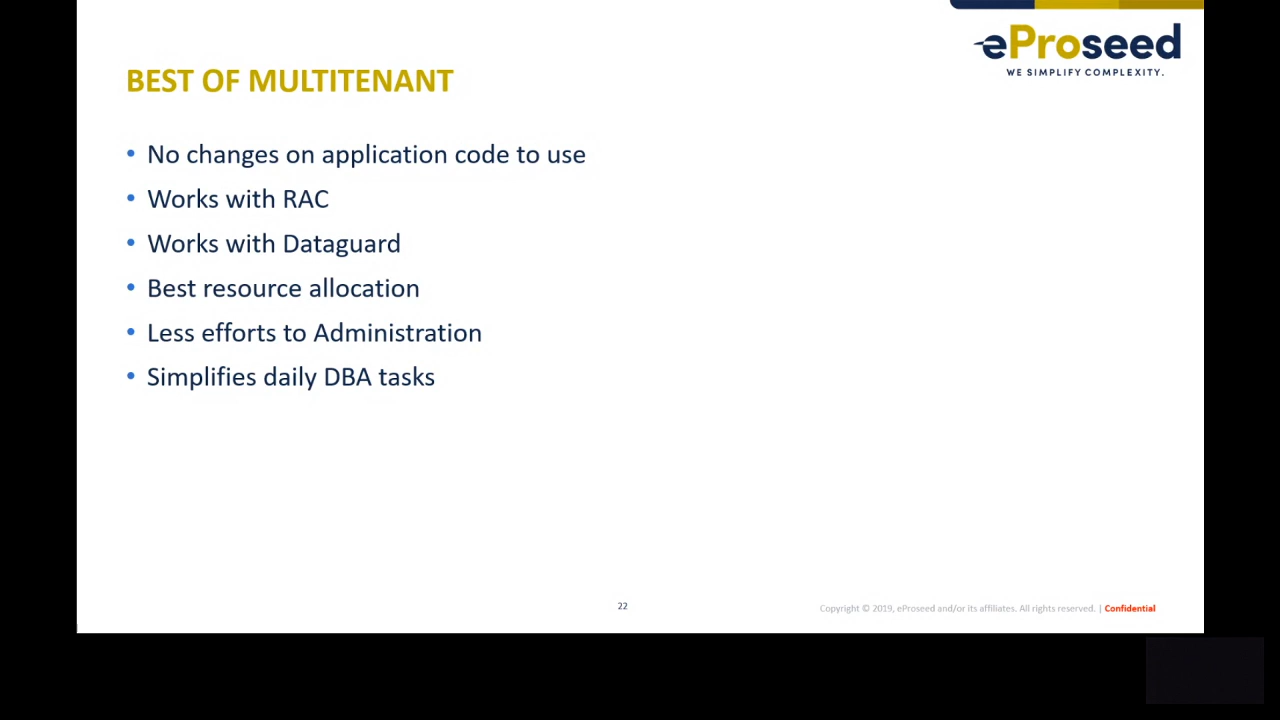 eProseed
WE SIMPLIFY COMPLEXITY.
BEST OF MULTITENANT
• No changes on application code to use
• Works with RAC
• Works with Dataguard
• Best resource allocation
• Less efforts to Administration
• Simplifies daily DBA tasks
22
Copyright © 2019, eProseed and/or its affiliates. All rights reserved. | Confidential